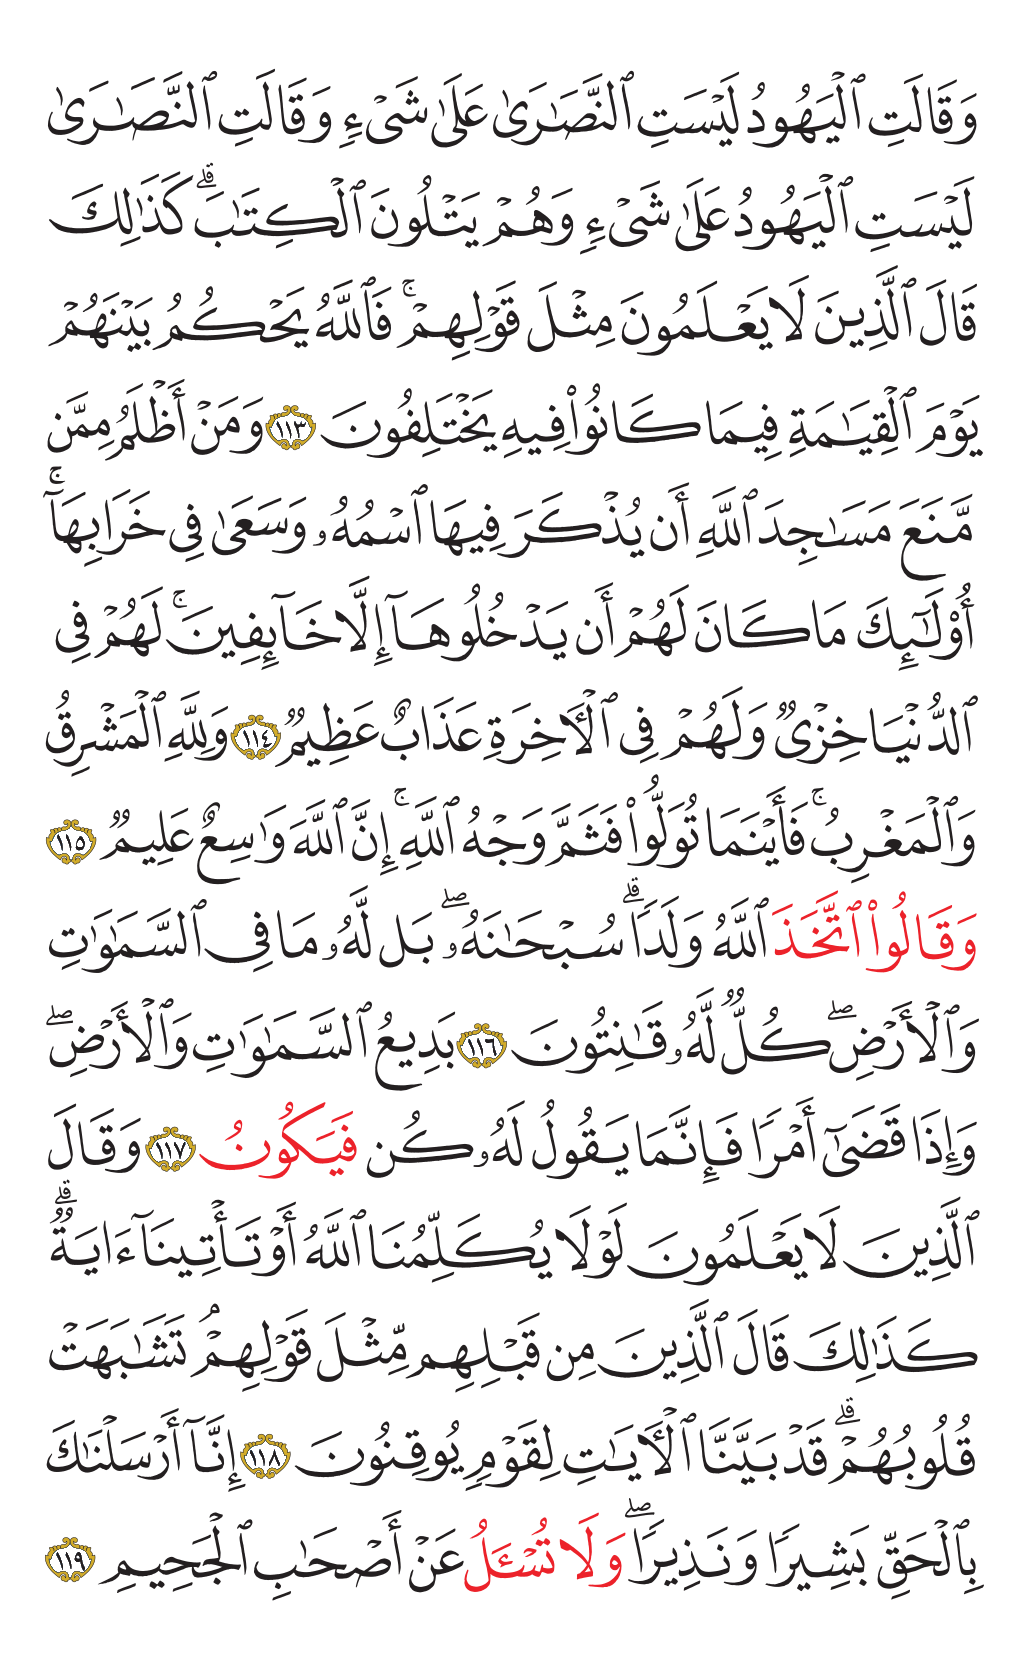 وَقَالَتِ ٱلْيَهُودُ لَيْسَتِ ٱلنَّصَٰرَىٰ عَلَىٰ شَىْءٍ وَقَالَتِ ٱلنَّصَٰرَىٰ
لَيْسَتِ ٱلْيَهُودُ عَلَىٰ شَىْءٍ وَهُمْ يَتْلُونَ ٱلْكِتَٰبَ ۗ كَذَٰلِكَ
قَالَ ٱلَّذِينَ لَا يَعْلَمُونَ مِثْلَ قَوْلِهِمْ ۚ فَٱللَّهُ يَحْكُمُ بَيْنَهُمْ
يَوْمَ ٱلْقِيَٰمَةِ فِيمَا كَانُوا۟ فِيهِ يَخْتَلِفُونَ ١١٣ وَمَنْ أَظْلَمُ مِمَّن
مَّنَعَ مَسَٰجِدَ ٱللَّهِ أَن يُذْكَرَ فِيهَا ٱسْمُهُۥ وَسَعَىٰ فِى خَرَابِهَآ ۚ
أُو۟لَٰٓئِكَ مَا كَانَ لَهُمْ أَن يَدْخُلُوهَآ إِلَّا خَآئِفِينَ ۚ لَهُمْ فِى
ٱلدُّنْيَا خِزْىٌ وَلَهُمْ فِى ٱلْءَاخِرَةِ عَذَابٌ عَظِيمٌ ١١٤ وَلِلَّهِ ٱلْمَشْرِقُ
وَٱلْمَغْرِبُ ۚ فَأَيْنَمَا تُوَلُّوا۟ فَثَمَّ وَجْهُ ٱللَّهِ ۚ إِنَّ ٱللَّهَ وَٰسِعٌ عَلِيمٌ ١١٥
وَقَالُوا۟ ٱتَّخَذَ ٱللَّهُ وَلَدًا ۗ سُبْحَٰنَهُۥ ۖ بَل لَّهُۥ مَا فِى ٱلسَّمَٰوَٰتِ
وَٱلْأَرْضِ ۖ كُلٌّ لَّهُۥ قَٰنِتُونَ ١١٦ بَدِيعُ ٱلسَّمَٰوَٰتِ وَٱلْأَرْضِ ۖ
وَإِذَا قَضَىٰٓ أَمْرًا فَإِنَّمَا يَقُولُ لَهُۥ كُن فَيَكُونُ ١١٧ وَقَالَ
ٱلَّذِينَ لَا يَعْلَمُونَ لَوْلَا يُكَلِّمُنَا ٱللَّهُ أَوْ تَأْتِينَآ ءَايَةٌ ۗ
كَذَٰلِكَ قَالَ ٱلَّذِينَ مِن قَبْلِهِم مِّثْلَ قَوْلِهِمْ ۘ تَشَٰبَهَتْ
قُلُوبُهُمْ ۗ قَدْ بَيَّنَّا ٱلْءَايَٰتِ لِقَوْمٍ يُوقِنُونَ ١١٨ إِنَّآ أَرْسَلْنَٰكَ
بِٱلْحَقِّ بَشِيرًا وَنَذِيرًا ۖ وَلَا تُسْـَٔلُ عَنْ أَصْحَٰبِ ٱلْجَحِيمِ ١١٩